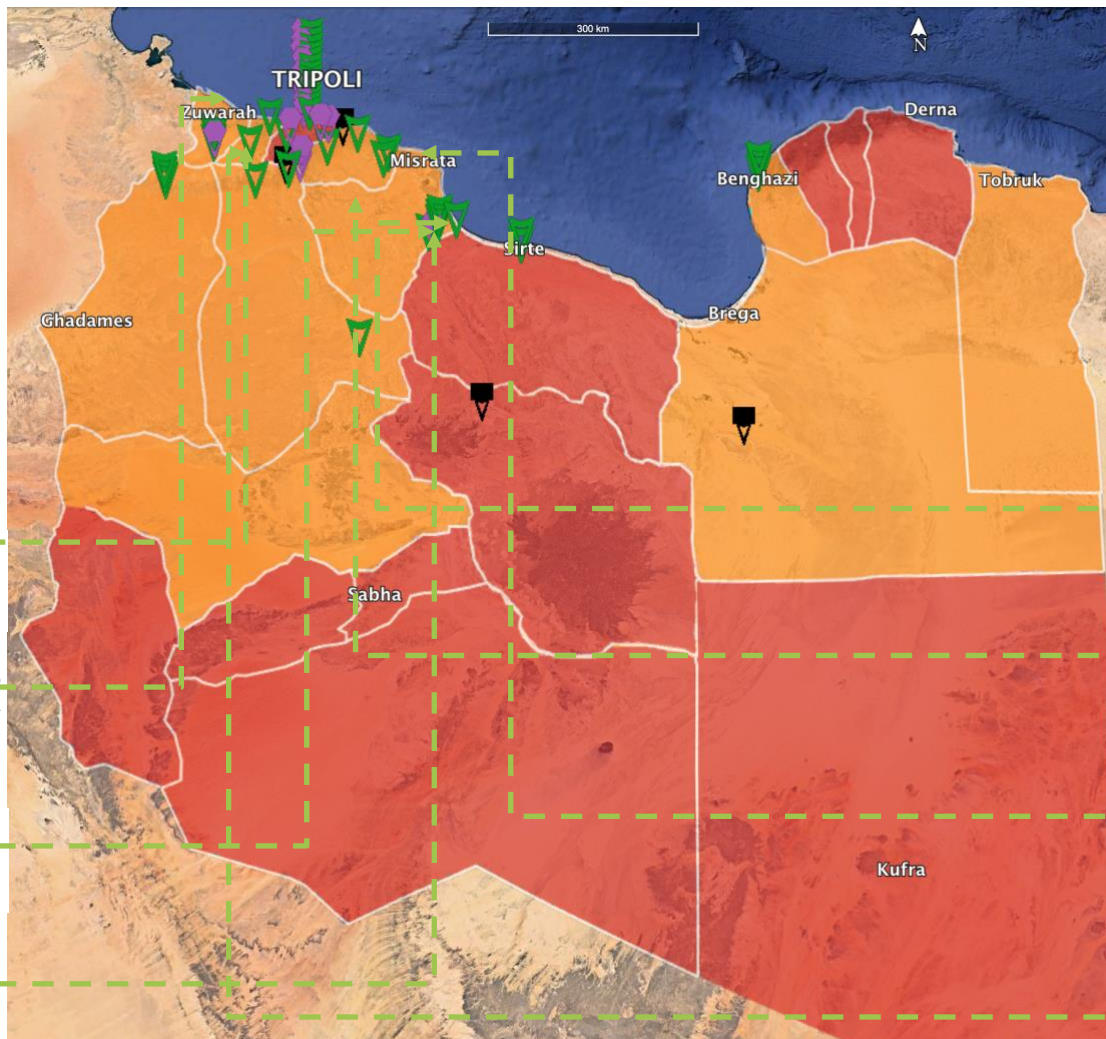 300 km
N
TRIPOLI
Zuwarah
Derna
Misrata
Benghazi
Tobruk
Sirte
Brega
Ghadames
Sabha
Kufra